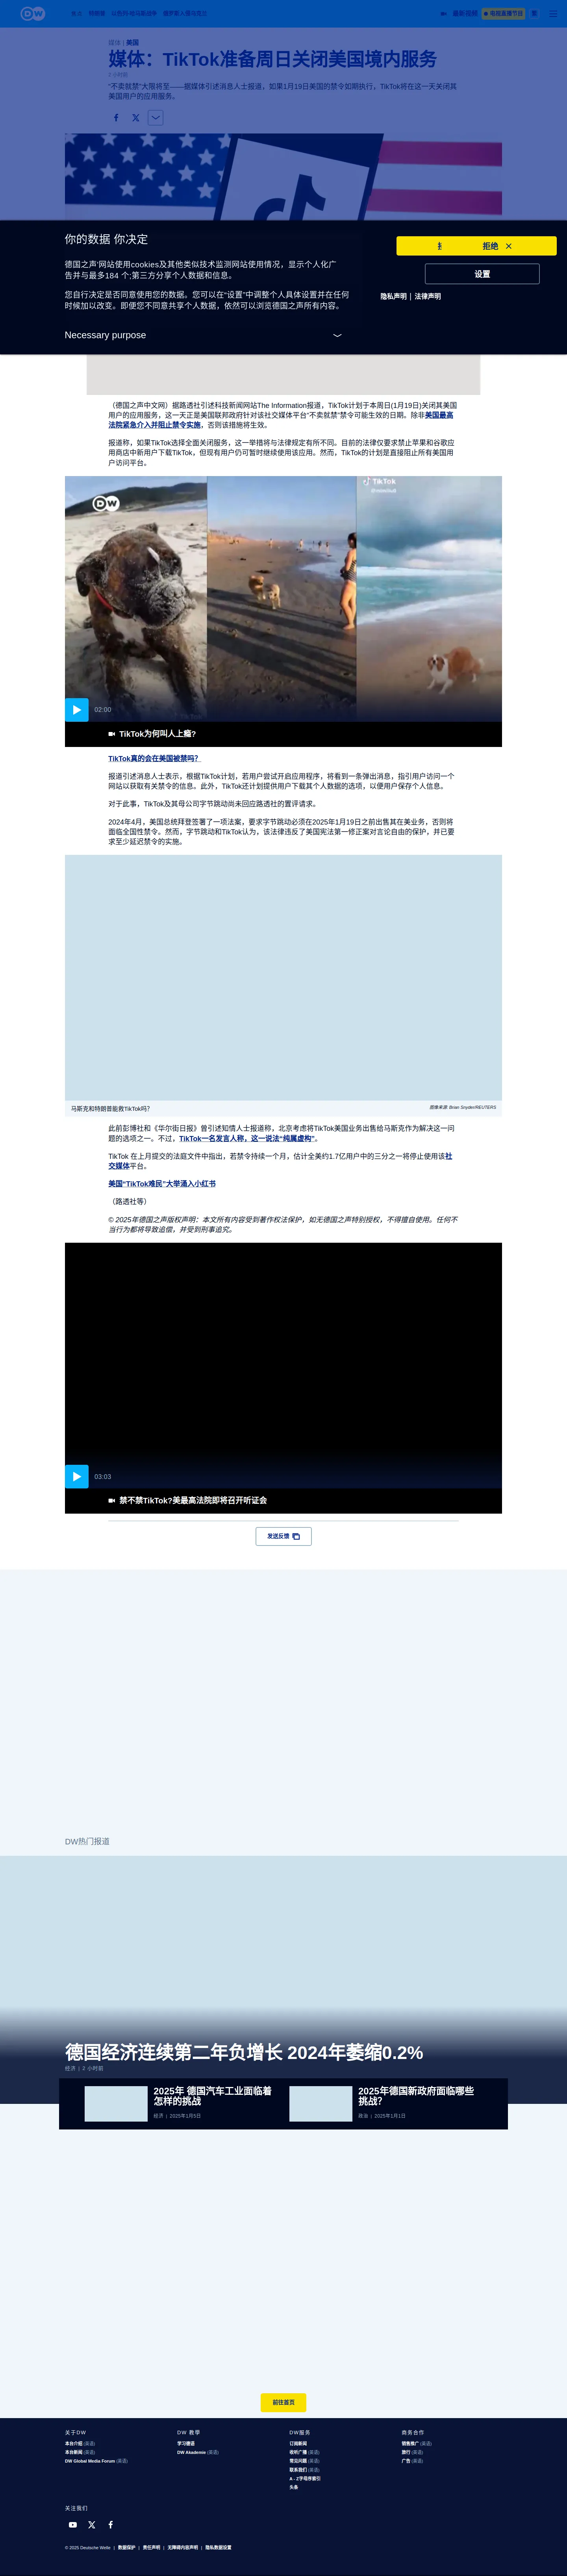 DW
重点 特朗普 以色列-哈马斯战争 俄罗斯入侵乌克兰
最新视频 电视直播节目
媒体 | 美国
媒体：TikTok准备周日关闭美国境内服务
2 小时前
“不卖就禁”大限将至——据媒体引述消息人士报道，如果1月19日美国的禁令如期执行，TikTok将在这一天关闭其
美国用户的应用服务。
你的数据 你决定
德国之声'网站使用cookies及其他类似技术监测网站使用情况，显示个人化广
告并与最多184 个;第三方分享个人数据和信息。
您自行决定是否同意使用您的数据。您可以在“设置”中调整个人具体设置并在任何
时候加以改变。即便您不同意共享个人数据，依然可以浏览德国之声所有内容。
Necessary purpose
拒绝
设置
隐私声明 | 法律声明
（德国之声中文网）据路透社引述科技新闻网站The Information报道，TikTok计划于本周日(1月19日)关闭其美国
用户的应用服务，这一天正是美国联邦政府针对该社交媒体平台“不卖就禁”禁令可能生效的日期。除非美国最高
法院紧急介入并阻止禁令实施，否则该措施将生效。
报道称，如果TikTok选择全面关闭服务，这一举措将与法律规定有所不同。目前的法律仅要求禁止苹果和谷歌应
用商店中新用户下载TikTok，但现有用户仍可暂时继续使用该应用。然而，TikTok的计划是直接阻止所有美国用
户访问平台。
DW
TikTok
02:00
TikTok为何叫人上瘾?
TikTok真的会在美国被禁吗？
报道引述消息人士表示，根据TikTok计划，若用户尝试开启应用程序，将看到一条弹出消息，指引用户访问一个
网站以获取有关禁令的信息。此外，TikTok还计划提供用户下载其个人数据的选项，以便用户保存个人信息。
对于此事，TikTok及其母公司字节跳动尚未回应路透社的置评请求。
2024年4月，美国总统拜登签署了一项法案，要求字节跳动必须在2025年1月19日之前出售其在美业务，否则将
面临全国性禁令。然而，字节跳动和TikTok认为，该法律违反了美国宪法第一修正案对言论自由的保护，并已要
求至少延迟禁令的实施。
马斯克和特朗普能救TikTok吗？
图像来源: Brian Snyder/REUTERS
此前彭博社和《华尔街日报》曾引述知情人士报道称，北京考虑将TikTok美国业务出售给马斯克作为解决这一问
题的选项之一。不过，TikTok一名发言人称，这一说法“纯属虚构”。
TikTok 在上月提交的法庭文件中指出，若禁令持续一个月，估计全美约1.7亿用户中的三分之一将停止使用该社
交媒体平台。
美国“TikTok难民”大举涌入小红书
（路透社等）
© 2025年德国之声版权声明：本文所有内容受到著作权法保护，如无德国之声特别授权，不得擅自使用。任何不
当行为都将导致追偿，并受到刑事追究。
03:03
禁不禁TikTok?美最高法院即将召开听证会
发送反馈
DW热门报道
德国经济连续第二年负增长 2024年萎缩0.2%
经济 | 2 小时前
2025年 德国汽车工业面临着
怎样的挑战
经济 | 2025年1月5日
2025年德国新政府面临哪些
挑战？
政治 | 2025年1月1日
前往首页
关于DW
本台介绍 (英语)
本台新闻 (英语)
DW Global Media Forum (英语)
DW 教学
学习德语
DW Akademie (英语)
DW服务
订阅新闻
收听广播 (英语)
常见问题 (英语)
联系我们 (英语)
A - Z字母序索引
头条
商务合作
销售推广 (英语)
旅行 (英语)
广告 (英语)
关注我们
© 2025 Deutsche Welle | 数据保护 | 责任声明 | 无障碍内容声明 | 隐私数据设置